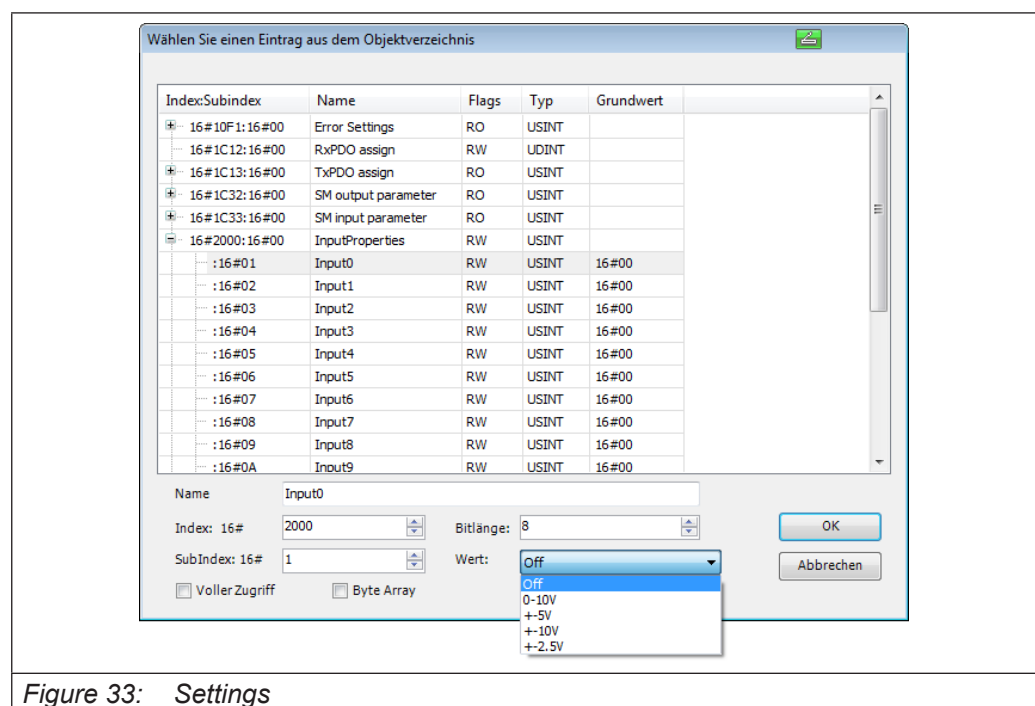 Wählen Sie einen Eintrag aus dem Objektverzeichnis
Index:Subindex Name Flags Typ Grundwert
16#10F1:16#00 Error Settings RO USINT
16#1C12:16#00 RxPDO assign RW UDINT
16#1C13:16#00 TxPDO assign RO USINT
16#1C32:16#00 SM output parameter RO USINT
16#1C33:16#00 SM input parameter RO USINT
16#2000:16#00 InputProperties RW USINT
:16#01 Input0 RW USINT 16#00
:16#02 Input1 RW USINT 16#00
:16#03 Input2 RW USINT 16#00
:16#04 Input3 RW USINT 16#00
:16#05 Input4 RW USINT 16#00
:16#06 Input5 RW USINT 16#00
:16#07 Input6 RW USINT 16#00
:16#08 Input7 RW USINT 16#00
:16#09 Input8 RW USINT 16#00
:16#0A Input9 RW USINT 16#00
Name Input0
Index: 16# 2000 Bitlänge: 8 OK
SubIndex: 16# 1 Wert: Off Abbrechen
Voller Zugriff Byte Array Off
0-10V
+-5V
+-10V
+-2.5V
Figure 33: Settings